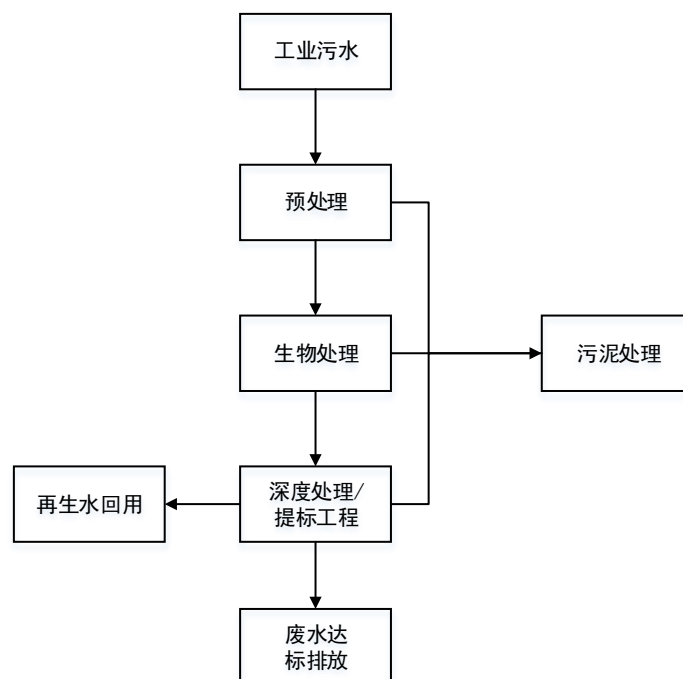 工业污水
预处理
生物处理
污泥处理
再生水回用
深度处理/
提标工程
废水达
标排放